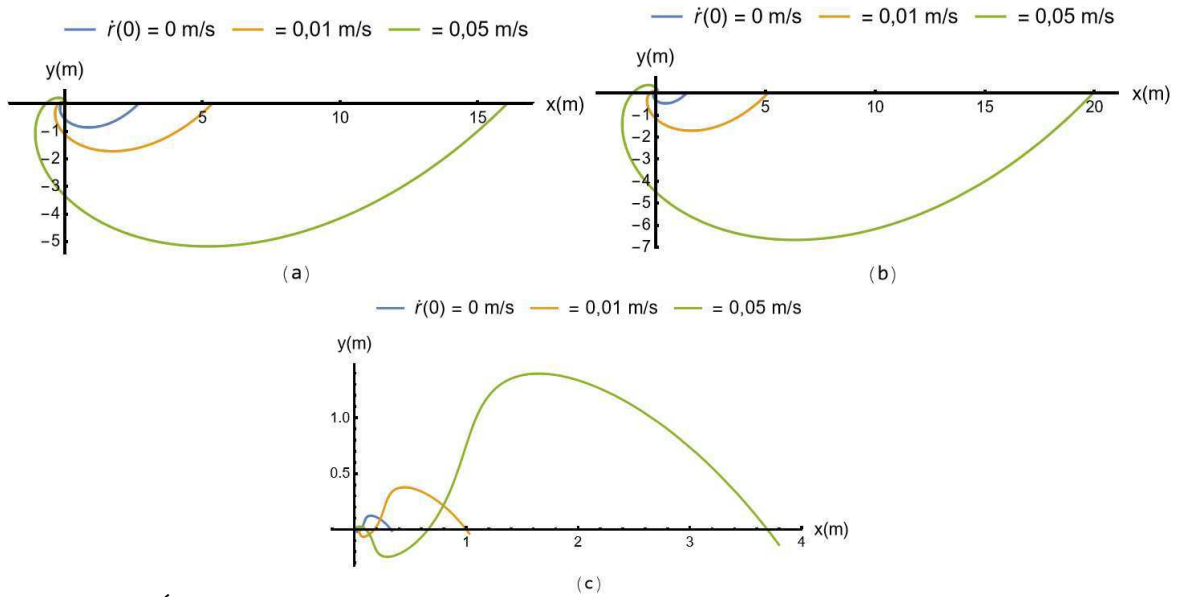 ṙ(0) = 0 m/s = 0,01 m/s = 0,05 m/s
y(m)
5 10 15 x(m)
−1
−2
−3
−4
−5
(a)
ṙ(0) = 0 m/s = 0,01 m/s = 0,05 m/s
y(m)
5 10 15 20 x(m)
−1
−2
−3
−4
−5
−6
−7
(b)
ṙ(0) = 0 m/s = 0,01 m/s = 0,05 m/s
y(m)
1.0
0.5
1 2 3 4 x(m)
(c)